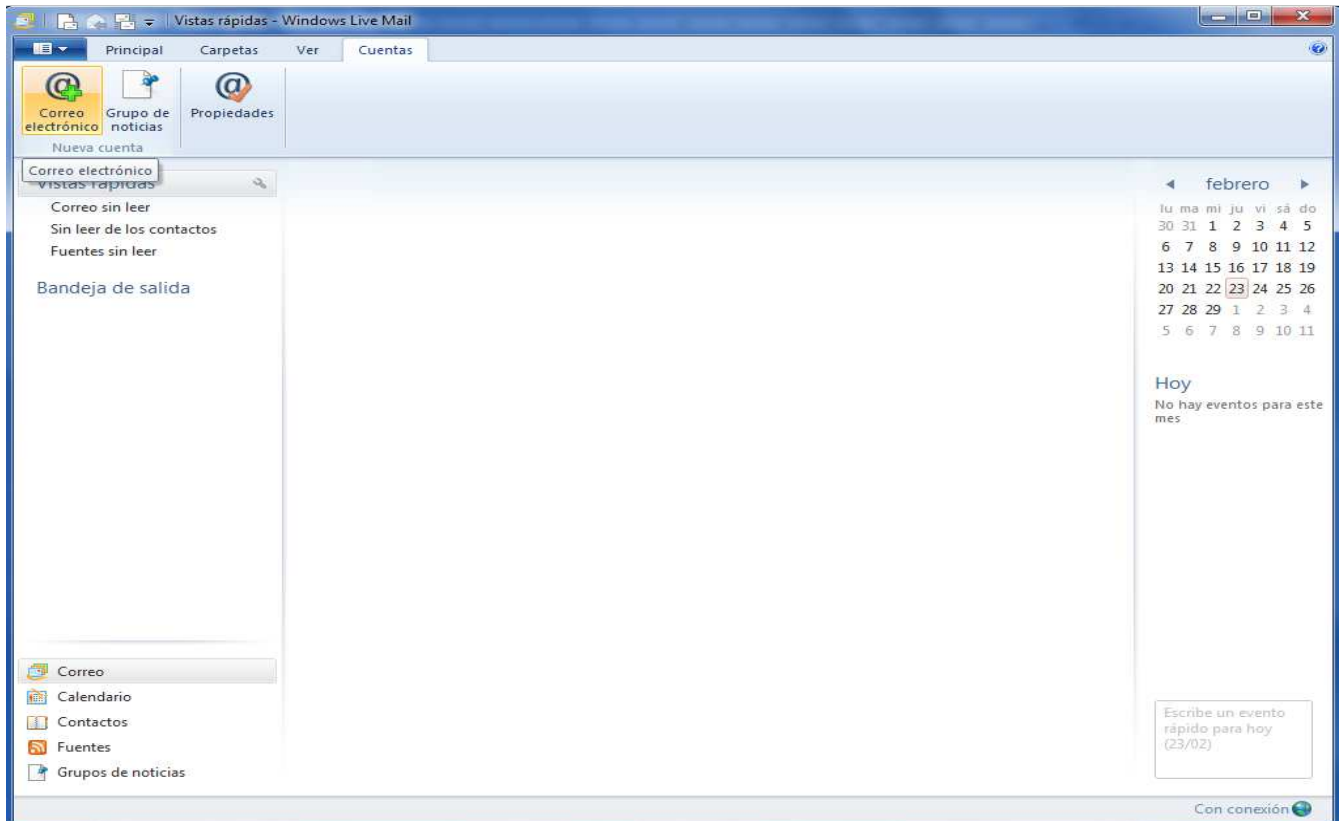 Vistas rápidas - Windows Live Mail
Principal Carpetas Ver Cuentas
Correo electrónico
Grupo de noticias
Propiedades
Nueva cuenta
Correo electrónico
Vistas rápidas
Correo sin leer
Sin leer de los contactos
Fuentes sin leer
Bandeja de salida
Correo
Calendario
Contactos
Fuentes
Grupos de noticias
febrero
lu ma mi ju vi sá do
30 31 1 2 3 4 5
6 7 8 9 10 11 12
13 14 15 16 17 18 19
20 21 22 23 24 25 26
27 28 29 1 2 3 4
5 6 7 8 9 10 11
Hoy
No hay eventos para este
mes
Escribe un evento
rápido para hoy
(23/02)
Con conexión